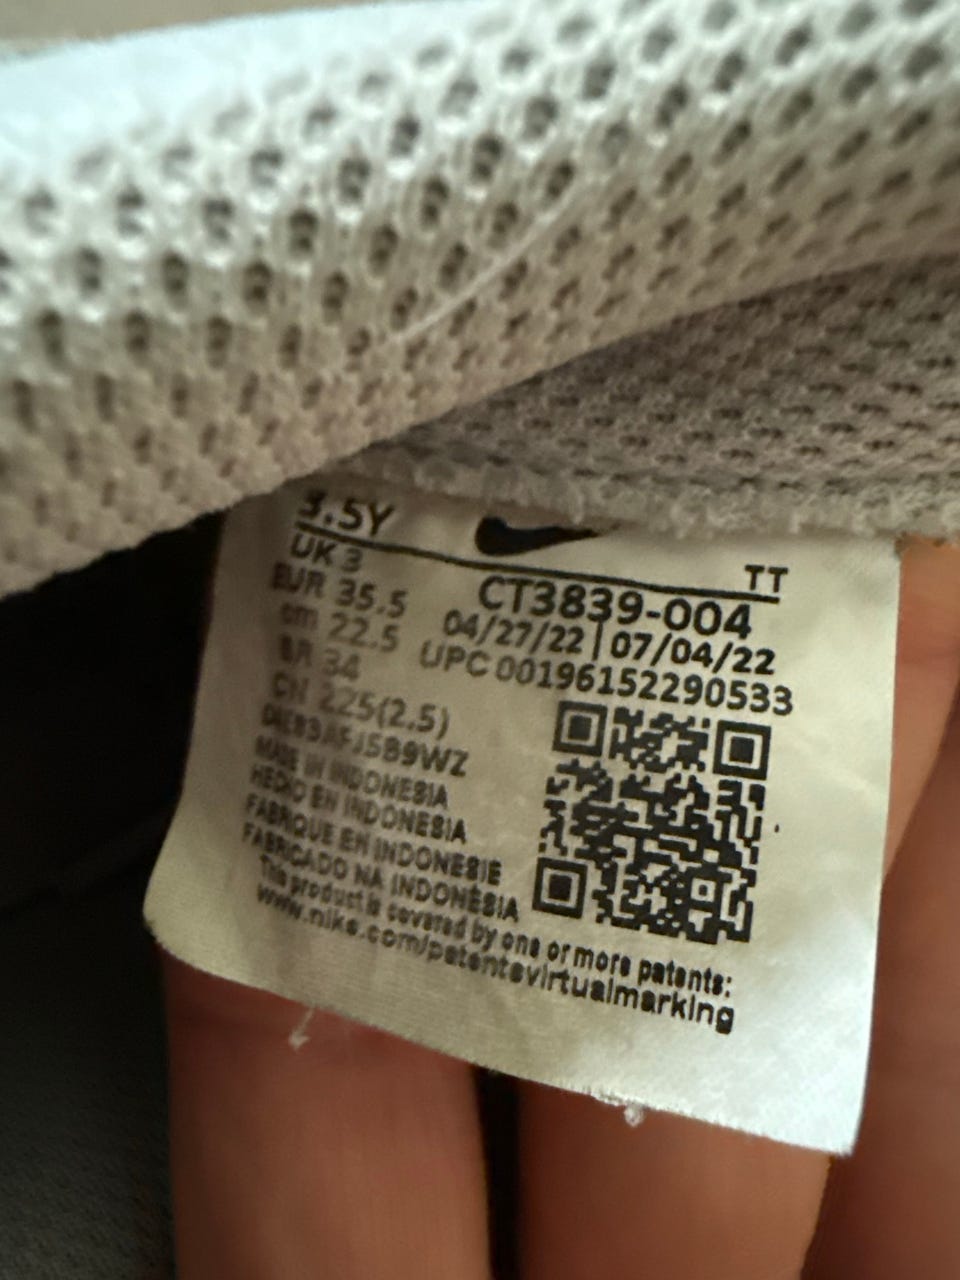 3.5Y
UK 3
TT
EUR 35.5
CT3839-004
cm 22.5
04/27/22 | 07/04/22
BR 34
UPC 00196152290533
CN 225(2.5)
MADE IN INDONESIA
HECHO EN INDONESIA
FABRIQUE EN INDONESIE
FABRICADO NA INDONÉSIA
This product is covered by one or more patents:
www.nike.com/patentsvirtualmarking